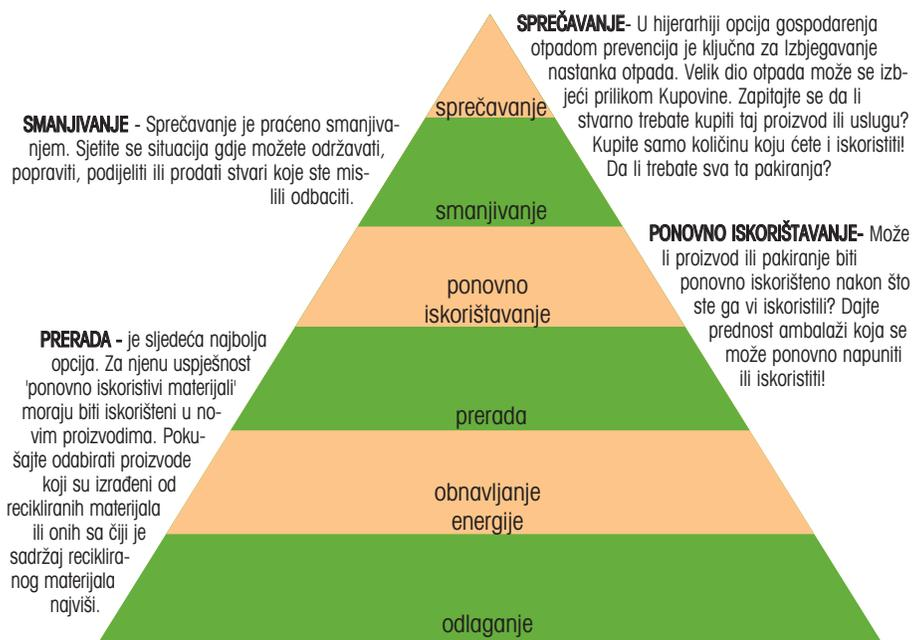 SPREČAVANJE- U hijerarhiji opcija gospodarenja
otpadom prevencija je ključna za Izbjegavanje
nastanka otpada. Velik dio otpada može se izb-
jeći prilikom Kupovine. Zapitajte se da li
stvarno trebate kupiti taj proizvod ili uslugu?
Kupite samo količinu koju ćete i iskoristiti!
Da li trebate sva ta pakiranja?
sprečavanje
SMANJIVANJE - Sprečavanje je praćeno smanjiva-
njem. Sjetite se situacija gdje možete održavati,
popraviti, podijeliti ili prodati stvari koje ste mis-
lili odbaciti.
smanjivanje
PONOVNO ISKORIŠTAVANJE- Može
li proizvod ili pakiranje biti
ponovno iskorišteno nakon što
ste ga vi iskoristili? Dajte
prednost ambalaži koja se
može ponovno napuniti
ili iskoristiti!
ponovno
iskorištavanje
PRERADA - je sljedeća najbolja
opcija. Za njenu uspješnost
'ponovno iskoristivi materijali'
moraju biti iskorišteni u no-
vim proizvodima. Poku-
šajte odabirati proizvode
koji su izrađeni od
recikliranih materijala
ili onih sa čiji je
sadržaj reciklira-
nog materijala
najviši.
prerada
obnavljanje
energije
odlaganje